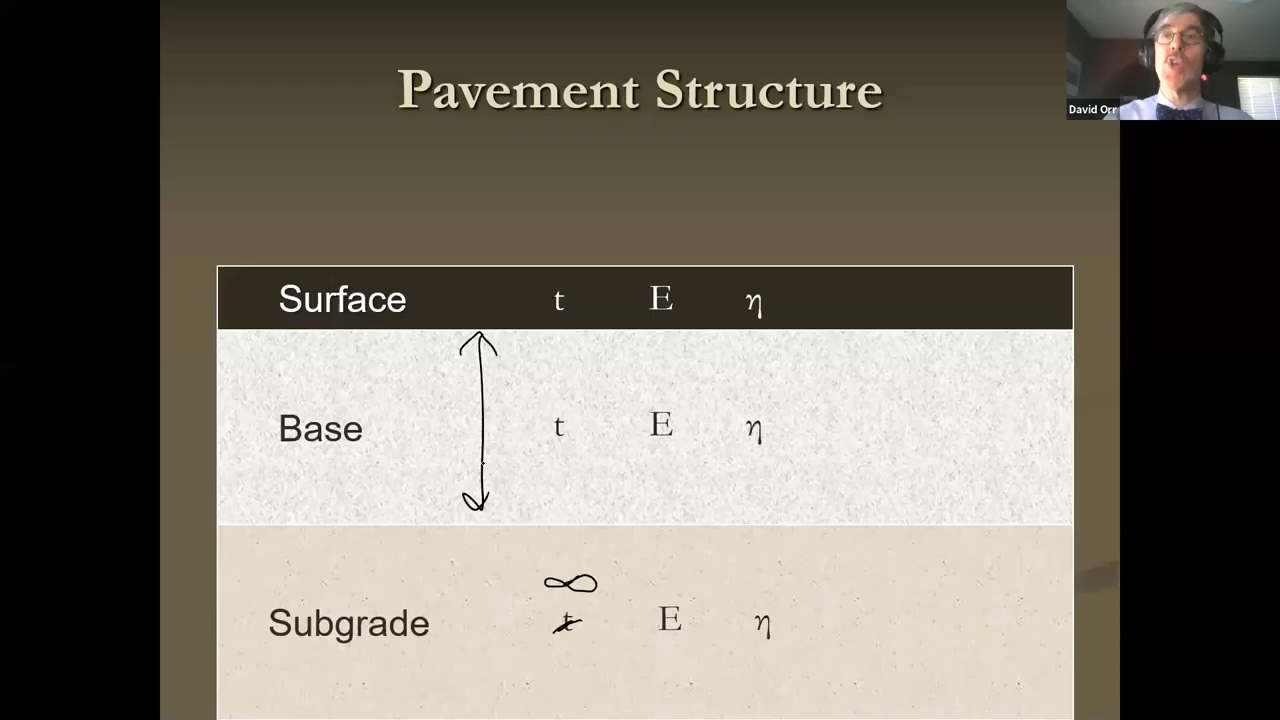 Pavement Structure
David Orr
Surface t E η
Base t E η
∞
Subgrade t E η